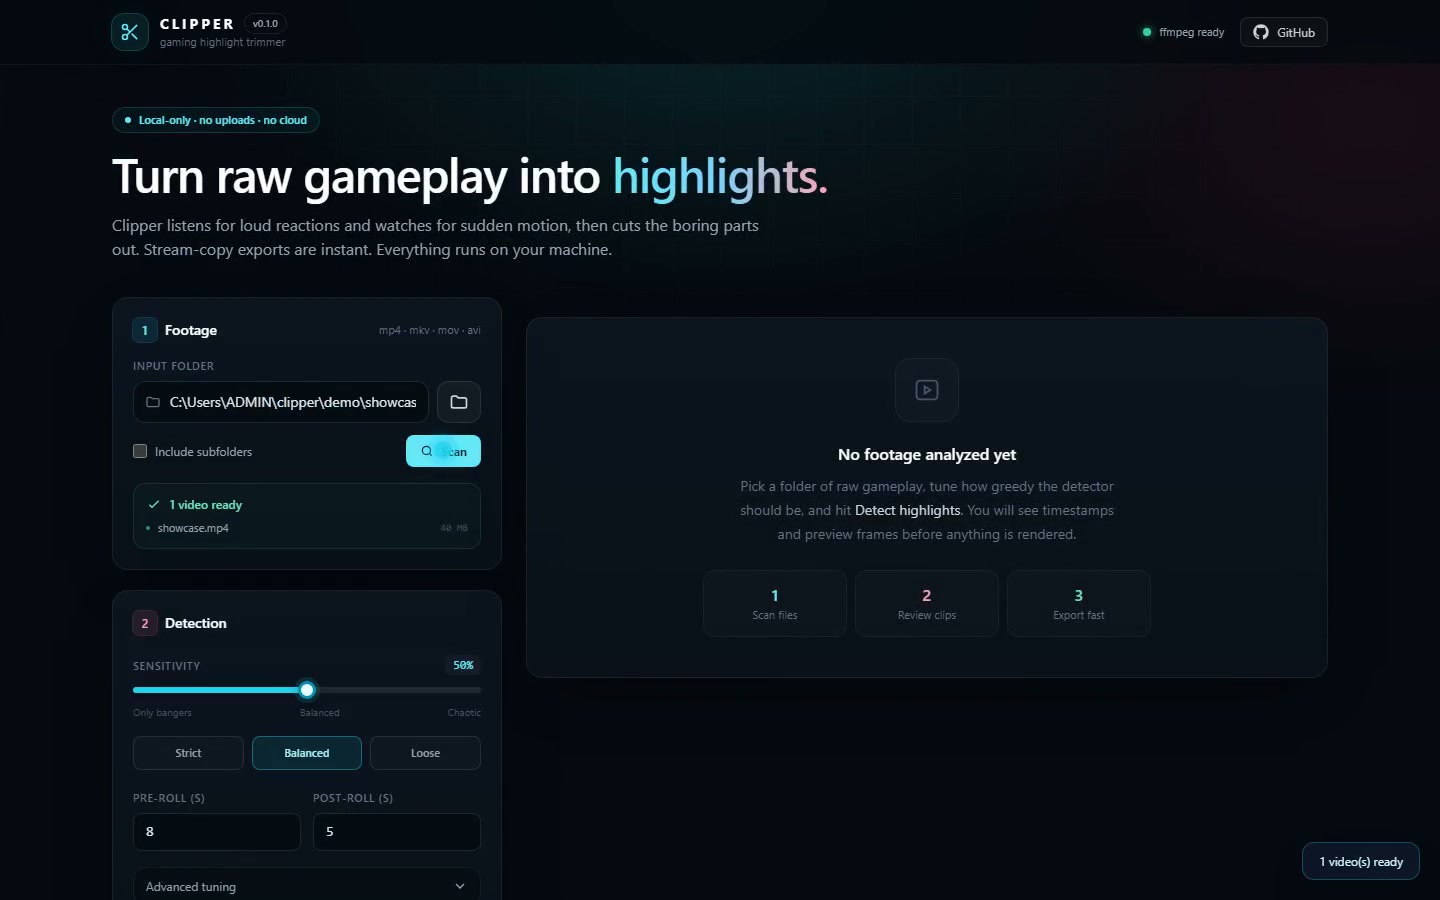 CLIPPER v0.1.0
gaming highlight trimmer
ffmpeg ready
GitHub
Local-only · no uploads · no cloud
Turn raw gameplay into highlights.
Clipper listens for loud reactions and watches for sudden motion, then cuts the boring parts
out. Stream-copy exports are instant. Everything runs on your machine.
1 Footage
mp4 · mkv · mov · avi
INPUT FOLDER
C:\Users\ADMIN\clipper\demo\showcas
Include subfolders
Scan
1 video ready
showcase.mp4
40 MB
2 Detection
SENSITIVITY
50%
Only bangers
Balanced
Chaotic
Strict
Balanced
Loose
PRE-ROLL (S)
POST-ROLL (S)
8
5
Advanced tuning
No footage analyzed yet
Pick a folder of raw gameplay, tune how greedy the detector
should be, and hit Detect highlights. You will see timestamps
and preview frames before anything is rendered.
1
Scan files
2
Review clips
3
Export fast
1 video(s) ready